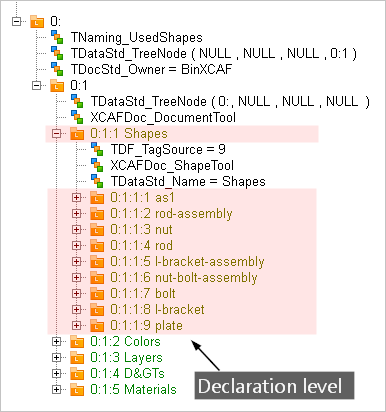 0:
TNaming_UsedShapes
TDataStd_TreeNode ( NULL , NULL , NULL , 0:1 )
TDocStd_Owner = BinXCAF
0:1
TDataStd_TreeNode ( 0:, NULL , NULL , NULL )
XCAFDoc_DocumentTool
0:1:1 Shapes
TDF_TagSource = 9
XCAFDoc_ShapeTool
TDataStd_Name = Shapes
0:1:1:1 as1
0:1:1:2 rod-assembly
0:1:1:3 nut
0:1:1:4 rod
0:1:1:5 l-bracket-assembly
0:1:1:6 nut-bolt-assembly
0:1:1:7 bolt
0:1:1:8 l-bracket
0:1:1:9 plate
0:1:2 Colors
0:1:3 Layers
0:1:4 D&GTs
0:1:5 Materials
Declaration level